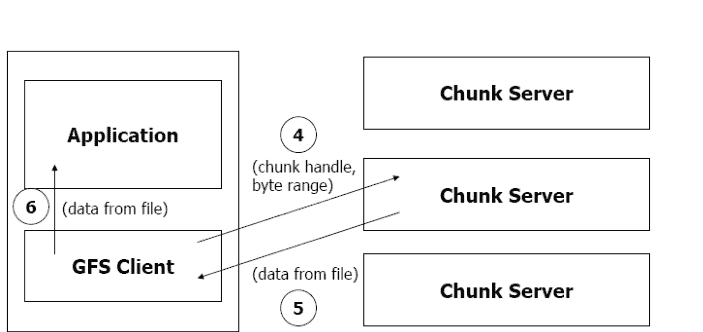 Chunk Server
Application
4
(chunk handle,
byte range)
Chunk Server
6
(data from file)
GFS Client
(data from file)
5
Chunk Server